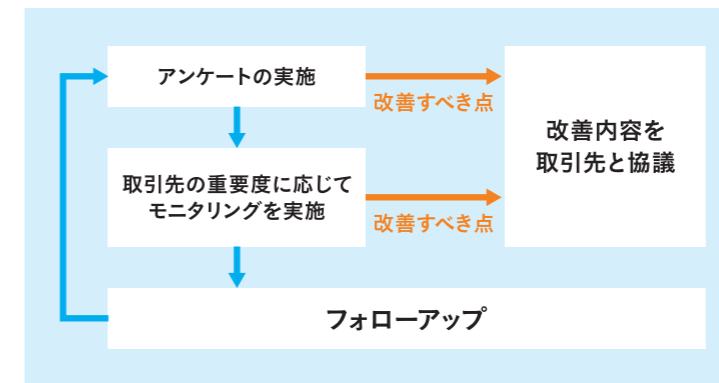 アンケートの実施
改善すべき点
改善内容を
取引先と協議
取引先の重要度に応じて
モニタリングを実施
改善すべき点
フォローアップ